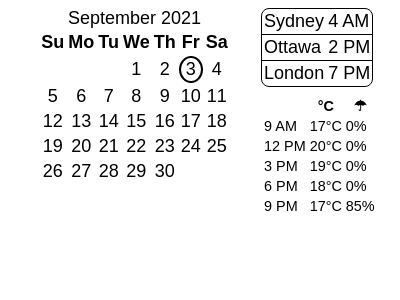 September 2021
Su Mo Tu We Th Fr Sa
1 2 3 4
5 6 7 8 9 10 11
12 13 14 15 16 17 18
19 20 21 22 23 24 25
26 27 28 29 30
Sydney 4 AM
Ottawa 2 PM
London 7 PM
°C ☂
9 AM 17°C 0%
12 PM 20°C 0%
3 PM 19°C 0%
6 PM 18°C 0%
9 PM 17°C 85%